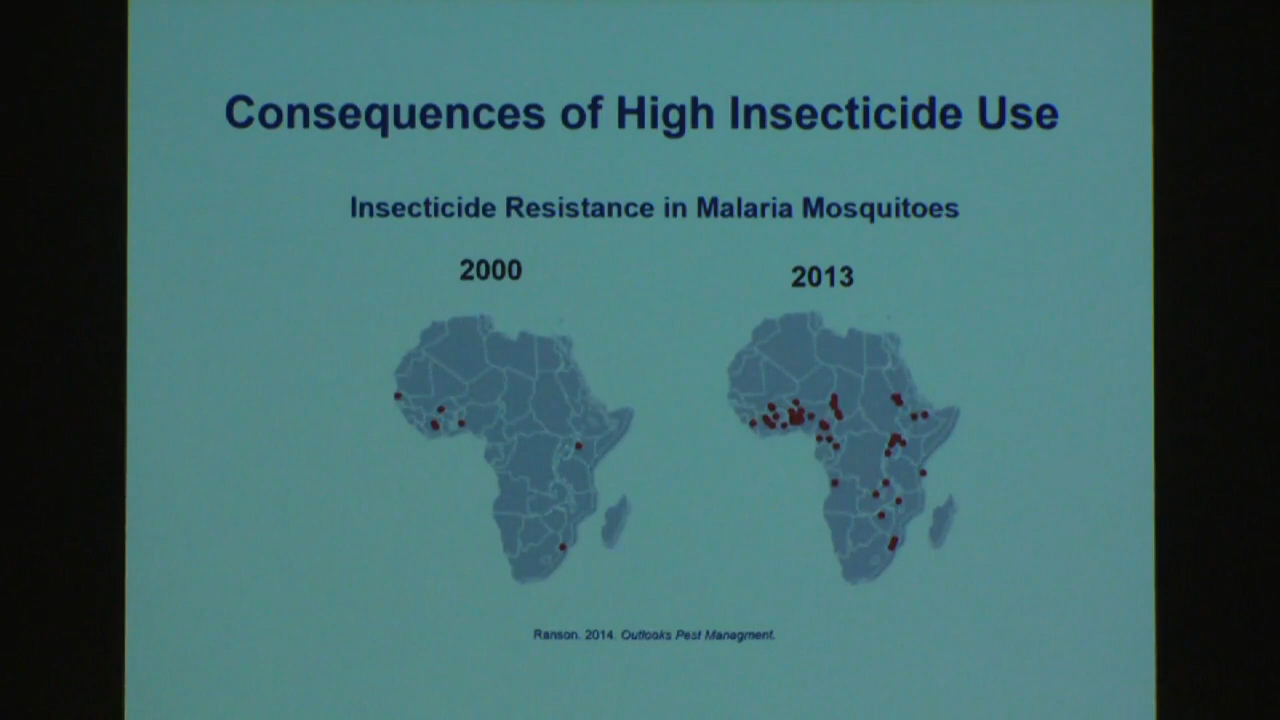 Consequences of High Insecticide Use
Insecticide Resistance in Malaria Mosquitoes
2000
2013
Ranson. 2014. Outlooks Pest Managment.